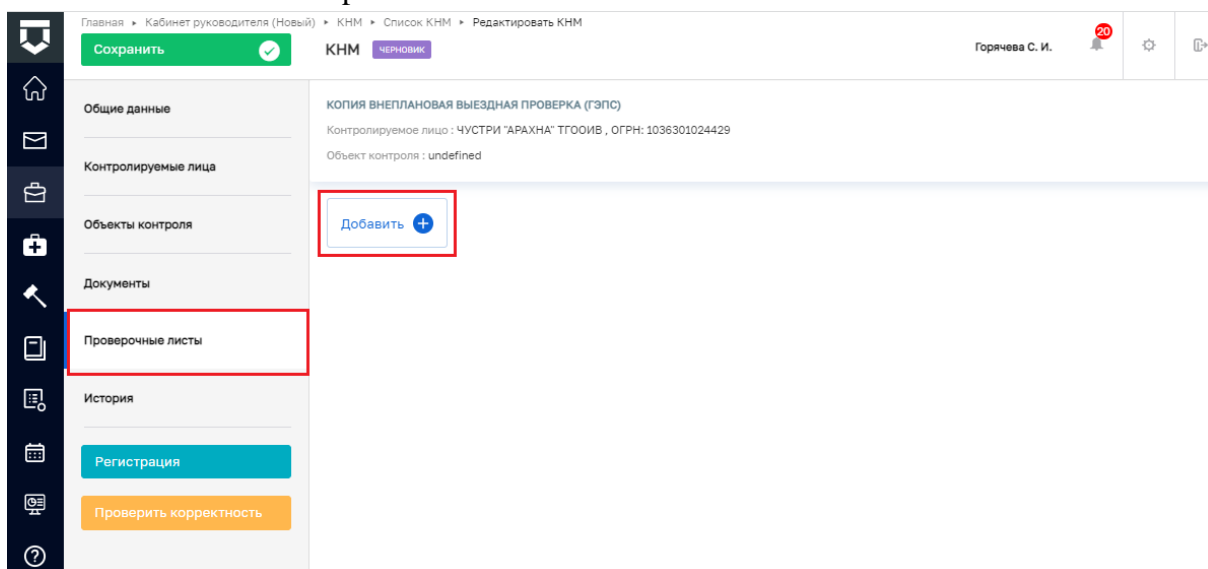 Главная ▸ Кабинет руководителя (Новый) ▸ КНМ ▸ Список КНМ ▸ Редактировать КНМ
Сохранить
КНМ ЧЕРНОВИК
Горячева С. И.
20
Общие данные
Контролируемые лица
Объекты контроля
Документы
Проверочные листы
История
Регистрация
Проверить корректность
КОПИЯ ВНЕПЛАНОВАЯ ВЫЕЗДНАЯ ПРОВЕРКА (ГЭПС)
Контролируемое лицо : ЧУСТРИ "АРАХНА" ТГООИВ , ОГРН: 1036301024429
Объект контроля : undefined
Добавить